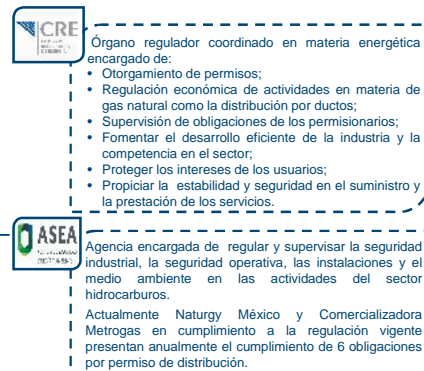 CRE
Órgano regulador coordinado en materia energética
encargado de:
• Otorgamiento de permisos;
• Regulación económica de actividades en materia de
gas natural como la distribución por ductos;
• Supervisión de obligaciones de los permisionarios;
• Fomentar el desarrollo eficiente de la industria y la
competencia en el sector;
• Proteger los intereses de los usuarios;
• Propiciar la estabilidad y seguridad en el suministro y
la prestación de los servicios.
ASEA
Agencia encargada de regular y supervisar la seguridad
industrial, la seguridad operativa, las instalaciones y el
medio ambiente en las actividades del sector
hidrocarburos.
Actualmente Naturgy México y Comercializadora
Metrogas en cumplimiento a la regulación vigente
presentan anualmente el cumplimiento de 6 obligaciones
por permiso de distribución.